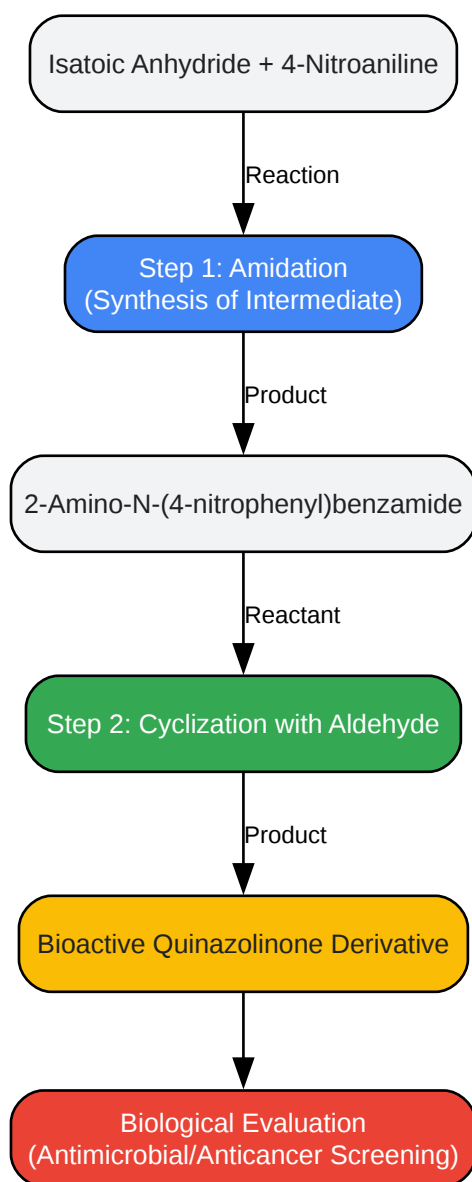 Isatoic Anhydride + 4-Nitroaniline
Reaction
Step 1: Amidation
(Synthesis of Intermediate)
Product
2-Amino-N-(4-nitrophenyl)benzamide
Reactant
Step 2: Cyclization with Aldehyde
Product
Bioactive Quinazolinone Derivative
Biological Evaluation
(Antimicrobial/Anticancer Screening)